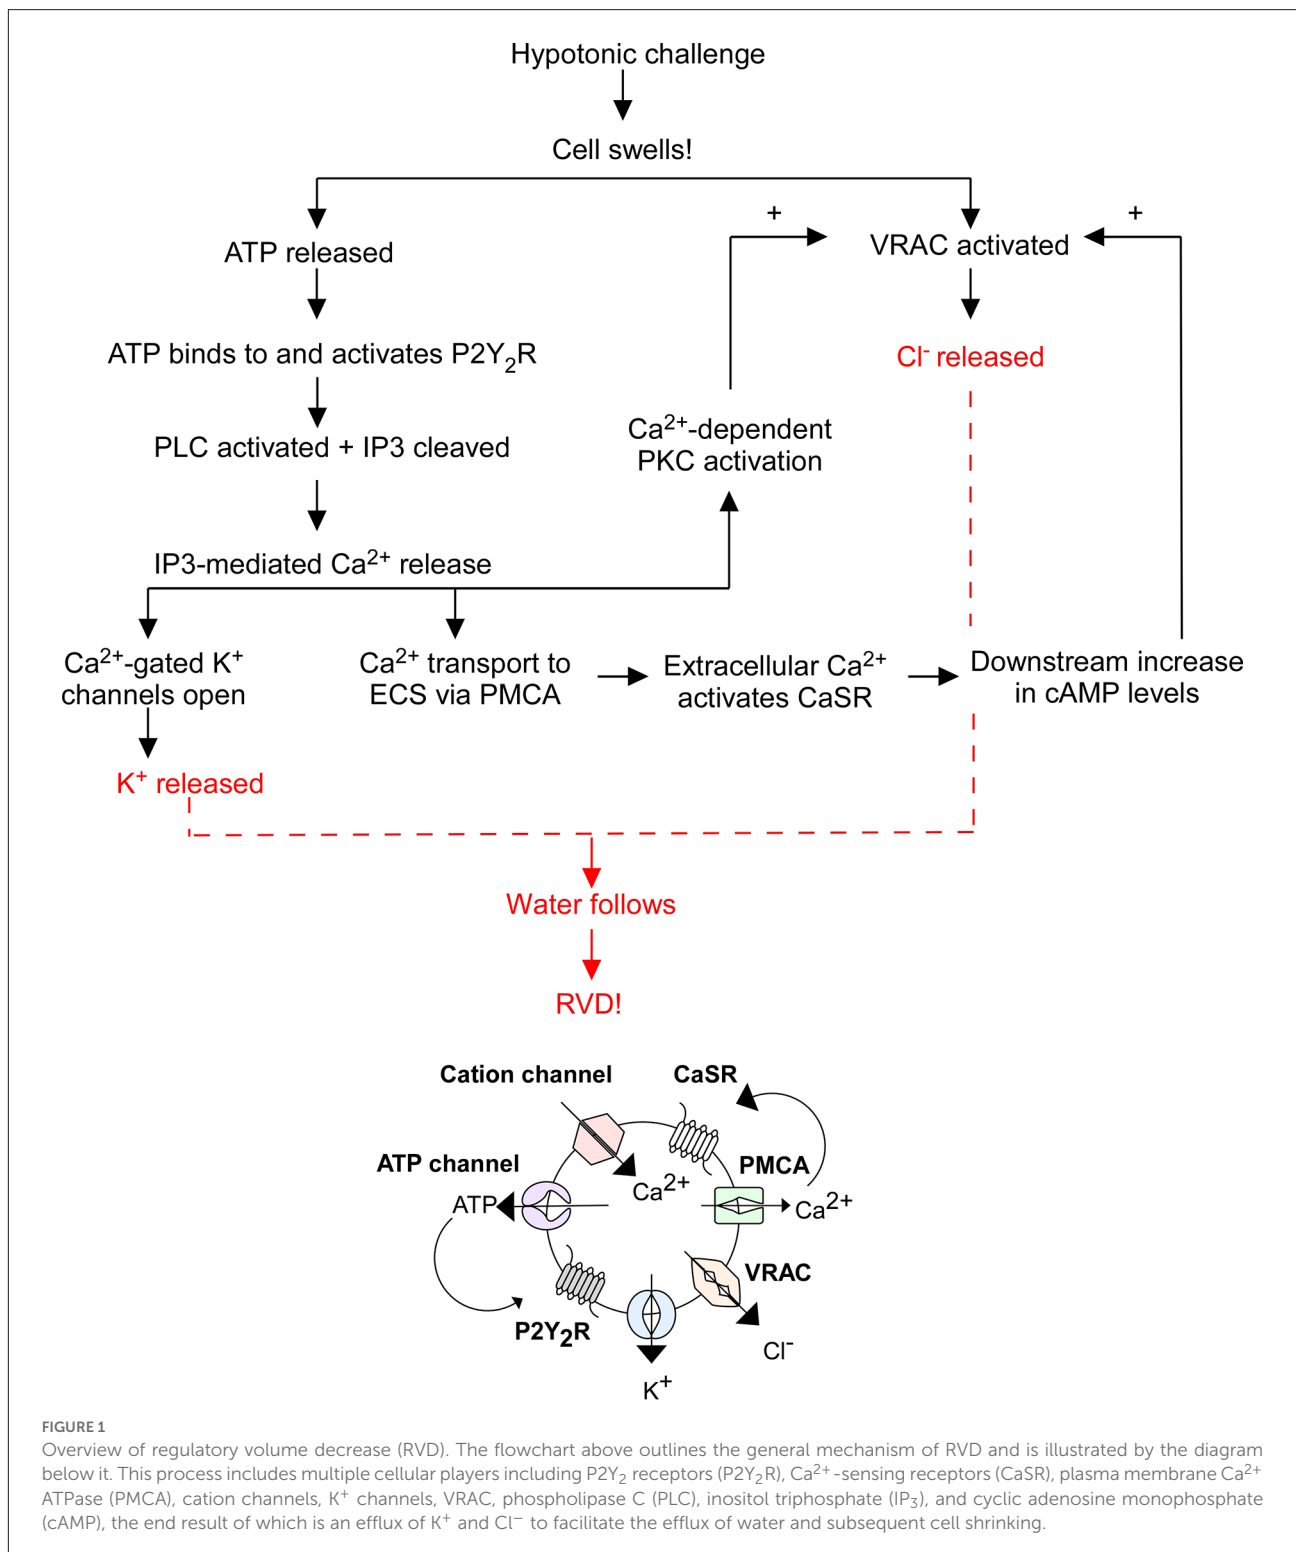 Hypotonic challenge
Cell swells!
+
+
ATP released
VRAC activated
ATP binds to and activates P2Y₂R
Cl⁻ released
PLC activated + IP3 cleaved
Ca²⁺-dependent
PKC activation
IP3-mediated Ca²⁺ release
Ca²⁺-gated K⁺
channels open
Ca²⁺ transport to
ECS via PMCA
Extracellular Ca²⁺
activates CaSR
Downstream increase
in cAMP levels
K⁺ released
Water follows
RVD!
Cation channel
CaSR
ATP channel
PMCA
Ca²⁺
ATP
Ca²⁺
VRAC
P2Y₂R
Cl⁻
K⁺
FIGURE 1
Overview of regulatory volume decrease (RVD). The flowchart above outlines the general mechanism of RVD and is illustrated by the diagram
below it. This process includes multiple cellular players including P2Y₂ receptors (P2Y₂R), Ca²⁺-sensing receptors (CaSR), plasma membrane Ca²⁺
ATPase (PMCA), cation channels, K⁺ channels, VRAC, phospholipase C (PLC), inositol triphosphate (IP₃), and cyclic adenosine monophosphate
(cAMP), the end result of which is an efflux of K⁺ and Cl⁻ to facilitate the efflux of water and subsequent cell shrinking.